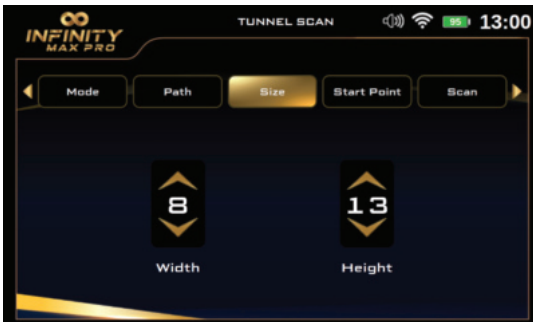 INFINITY
MAX PRO
TUNNEL SCAN
95
13:00
Mode
Path
Size
Start Point
Scan
8
13
Width
Height